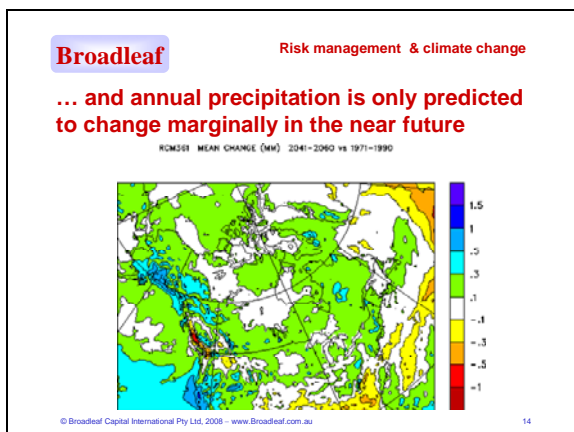 Broadleaf
Risk management & climate change
… and annual precipitation is only predicted
to change marginally in the near future
RCM361 MEAN CHANGE (MM) 2041-2060 vs 1971-1990
1.5
1
.5
.3
.1
-.1
-.3
-.5
-1
© Broadleaf Capital International Pty Ltd, 2008 – www.Broadleaf.com.au
14